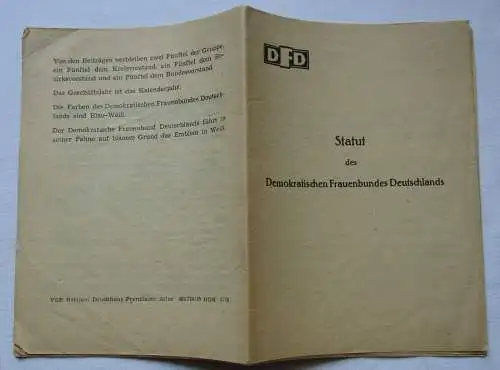 Von den Beiträgen verbleiben zwei Fünftel der Gruppe,
ein Fünftel dem Kreisvorstand, ein Fünftel dem Be-
zirksvorstand und ein Fünftel dem Bundesvorstand.
Das Geschäftsjahr ist das Kalenderjahr.
Die Farben des Demokratischen Frauenbundes Deutsch-
lands sind Blau-Weiß.
Der Demokratische Frauenbund Deutschlands führt in
seiner Fahne auf blauem Grund das Emblem in Weiß.
VEB Dresden
DFD
Statut
des
Demokratischen Frauenbundes Deutschlands